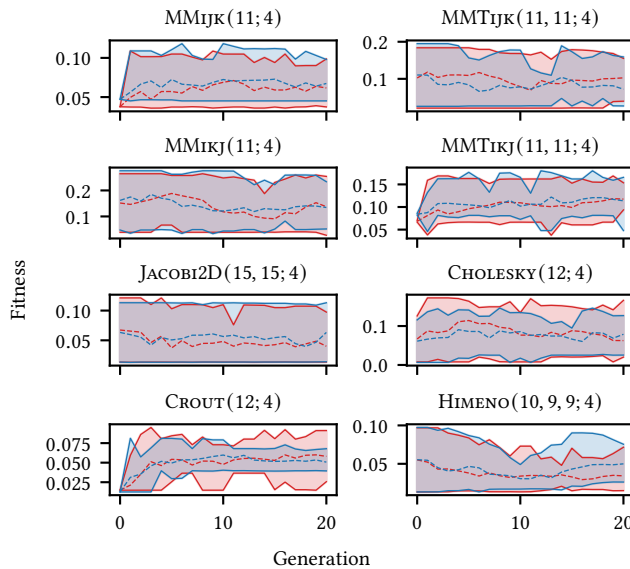 MMIJK(11; 4)
0.10
0.05
MMTIJK(11, 11; 4)
0.2
0.1
MMIKJ(11; 4)
0.2
0.1
MMTIKJ(11, 11; 4)
0.15
0.10
0.05
JACOBI2D(15, 15; 4)
0.10
0.05
CHOLESKY(12; 4)
0.1
0.0
CROUT(12; 4)
0.075
0.050
0.025
0 10 20
HIMENO(10, 9, 9; 4)
0.10
0.05
0 10 20
Fitness
Generation